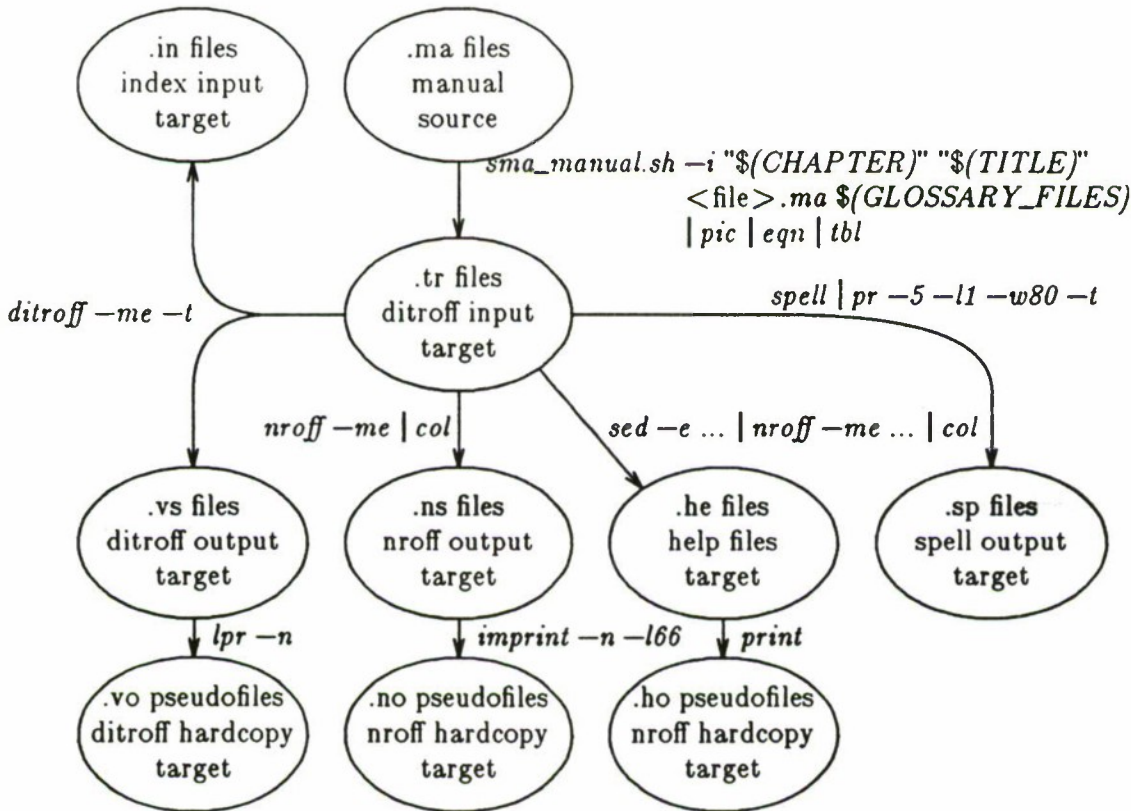 .in files
index input
target
.ma files
manual
source
sma_manual.sh –i "$(CHAPTER)" "$(TITLE)"
<file>.ma $(GLOSSARY_FILES)
| pic | eqn | tbl
ditroff –me –t
.tr files
ditroff input
target
spell | pr –5 –l1 –w80 –t
nroff –me | col
sed –e ... | nroff –me ... | col
.vs files
ditroff output
target
.ns files
nroff output
target
.he files
help files
target
.sp files
spell output
target
lpr –n
imprint –n –l66
print
.vo pseudofiles
ditroff hardcopy
target
.no pseudofiles
nroff hardcopy
target
.ho pseudofiles
nroff hardcopy
target